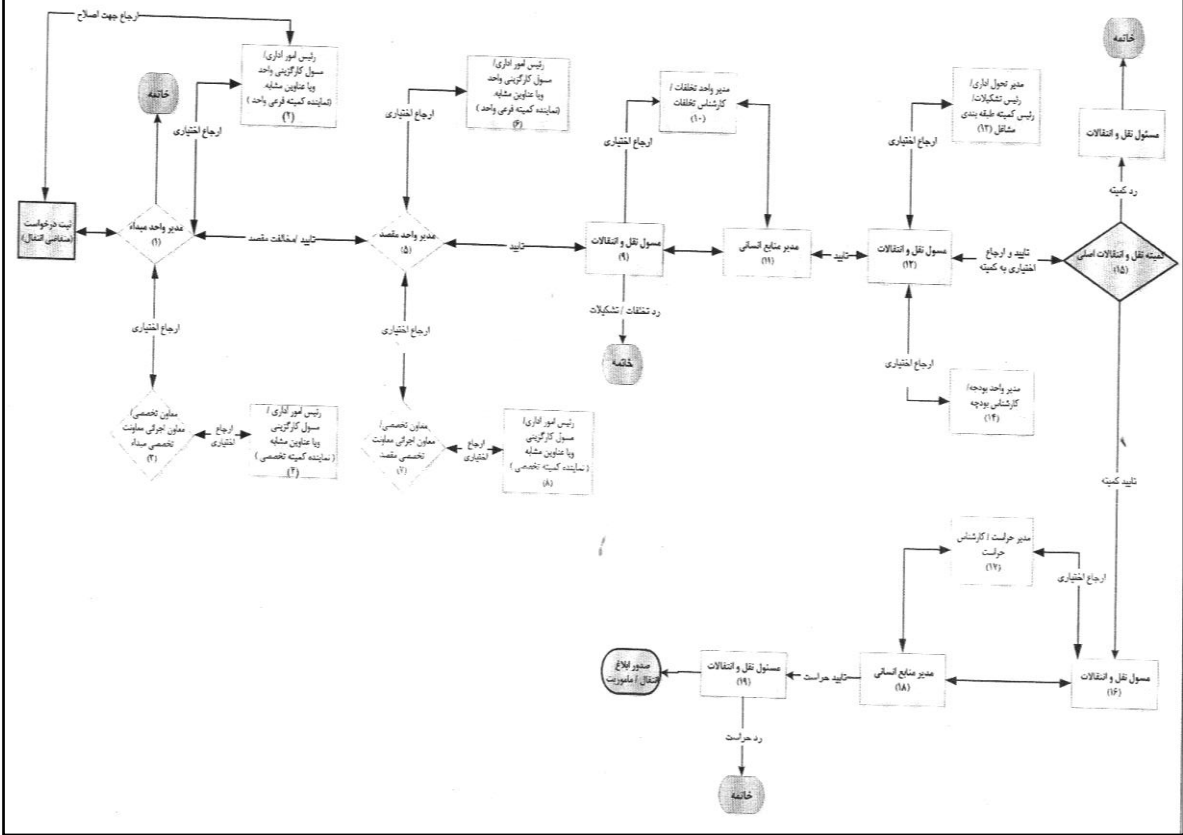 ارجاع جهت اصلاح
رئیس امور اداری/
مسول کارگزینی واحد
ویا عناوین مشابه
(نماینده کمیته فرعی واحد )
(۲)
خاتمه
ارجاع اختیاری
ثبت درخواست
(متقاضی انتقال)
مدیر واحد مبداء
(۱)
تایید /مخالفت مقصد
ارجاع اختیاری
معاون تخصصی/
معاون اجرائی معاونت
تخصصی مبداء
(۳)
ارجاع
اختیاری
رئیس امور اداری /
مسول کارگزینی
ویا عناوین مشابه
( نماینده کمیته تخصصی )
(۴)
رئیس امور اداری/
مسول کارگزینی واحد
ویا عناوین مشابه
(نماینده کمیته فرعی واحد )
(۶)
ارجاع اختیاری
مدیر واحد مقصد
(۵)
تایید
ارجاع اختیاری
معاون تخصصی/
معاون اجرائی معاونت
تخصصی مقصد
(۷)
ارجاع
اختیاری
رئیس امور اداری /
مسول کارگزینی
ویا عناوین مشابه
( نماینده کمیته تخصصی )
(۸)
مدیر واحد تخلفات /
کارشناس تخلفات
(۱۰)
ارجاع اختیاری
مسول نقل و انتقالات
(۹)
رد تخلفات / تشکیلات
خاتمه
مدیر منابع انسانی
(۱۱)
تایید
مدیر تحول اداری/
رئیس تشکیلات/
رئیس کمیته طبقه بندی
مشاغل (۱۳)
ارجاع اختیاری
مسول نقل و انتقالات
(۱۲)
ارجاع اختیاری
مدیر واحد بودجه/
کارشناس بودجه
(۱۴)
تایید و ارجاع
اختیاری به کمیته
خاتمه
مسئول نقل و انتقالات
رد کمیته
کمیته نقل و انتقالات اصلی
(۱۵)
تایید کمیته
مدیر حراست / کارشناس
حراست
(۱۷)
ارجاع اختیاری
مسول نقل و انتقالات
(۱۶)
مدیر منابع انسانی
(۱۸)
تایید حراست
مسئول نقل و انتقالات
(۱۹)
صدور ابلاغ
انتقال / ماموریت
رد حراست
خاتمه